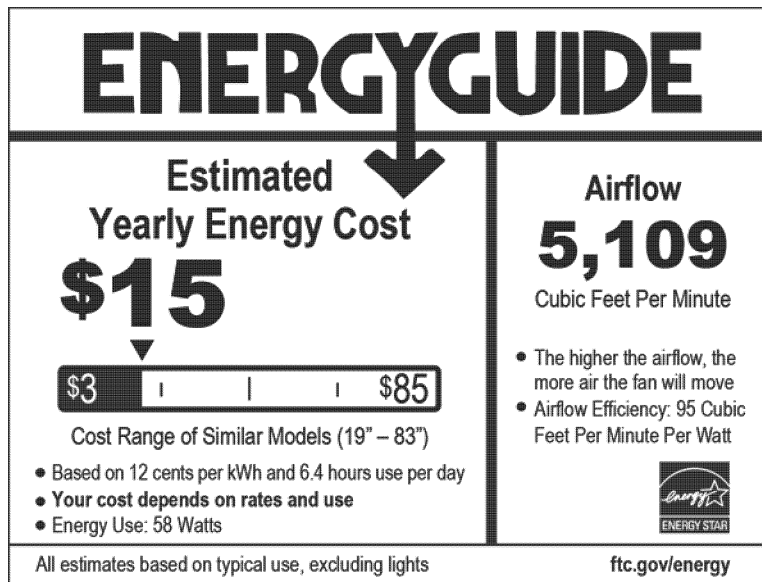 ENERGYGUIDE
Estimated
Yearly Energy Cost
$15
$3
$85
Cost Range of Similar Models (19” – 83”)
● Based on 12 cents per kWh and 6.4 hours use per day
● Your cost depends on rates and use
● Energy Use: 58 Watts
Airflow
5,109
Cubic Feet Per Minute
● The higher the airflow, the
more air the fan will move
● Airflow Efficiency: 95 Cubic
Feet Per Minute Per Watt
energy
ENERGY STAR
All estimates based on typical use, excluding lights
ftc.gov/energy